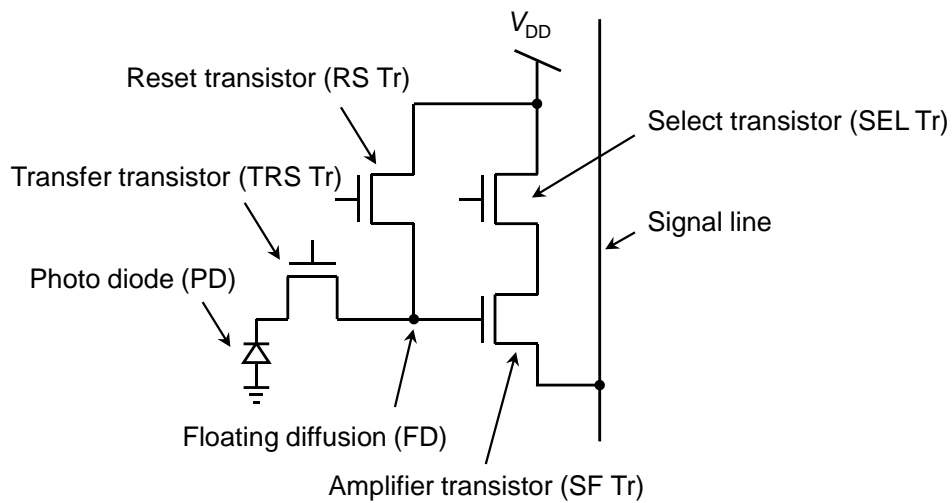 V_DD
Reset transistor (RS Tr)
Select transistor (SEL Tr)
Transfer transistor (TRS Tr)
Signal line
Photo diode (PD)
Floating diffusion (FD)
Amplifier transistor (SF Tr)